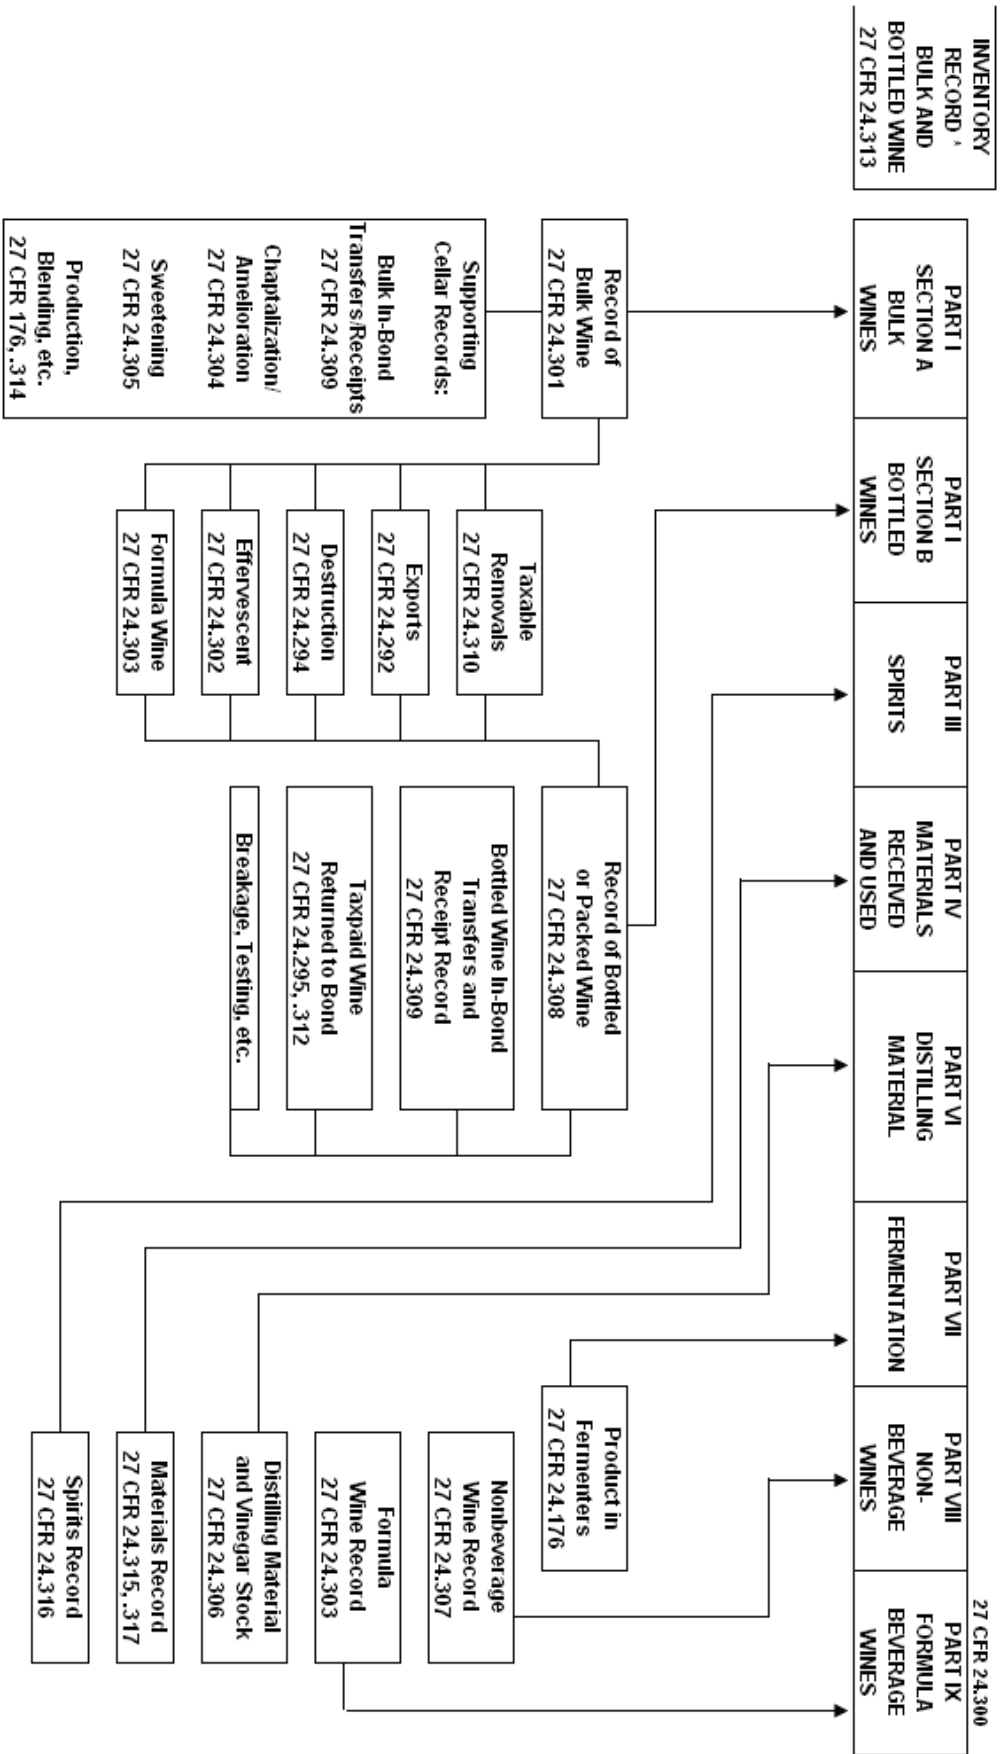 27 CFR 24.300
INVENTORY
RECORD ᴬ
BULK AND
BOTTLED WINE
27 CFR 24.313
PART I
SECTION A
BULK
WINES
PART I
SECTION B
BOTTLED
WINES
PART III
SPIRITS
PART IV
MATERIALS
RECEIVED
AND USED
PART VI
DISTILLING
MATERIAL
PART VII
FERMENTATION
PART VIII
NON-
BEVERAGE
WINES
PART IX
FORMULA
BEVERAGE
WINES
Record of
Bulk Wine
27 CFR 24.301
Supporting
Cellar Records:
Bulk In-Bond
Transfers/Receipts
27 CFR 24.309
Chaptalization/
Amelioration
27 CFR 24.304
Sweetening
27 CFR 24.305
Production,
Blending, etc.
27 CFR 176, .314
Taxable
Removals
27 CFR 24.310
Exports
27 CFR 24.292
Destruction
27 CFR 24.294
Effervescent
27 CFR 24.302
Formula Wine
27 CFR 24.303
Record of Bottled
or Packed Wine
27 CFR 24.308
Bottled Wine In-Bond
Transfers and
Receipt Record
27 CFR 24.309
Taxpaid Wine
Returned to Bond
27 CFR 24.295, .312
Breakage, Testing, etc.
Product in
Fermenters
27 CFR 24.176
Nonbeverage
Wine Record
27 CFR 24.307
Formula
Wine Record
27 CFR 24.303
Distilling Material
and Vinegar Stock
27 CFR 24.306
Materials Record
27 CFR 24.315, .317
Spirits Record
27 CFR 24.316